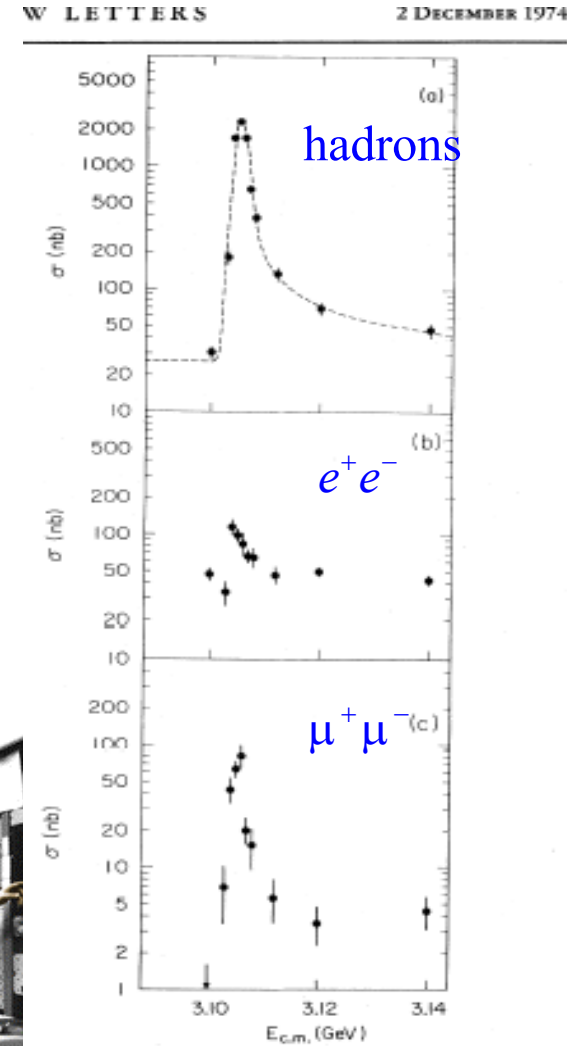 W LETTERS 2 DECEMBER 1974
5000
(a)
hadrons
2000
1000
500
200
100
50
20
10
σ (nb)
(b)
e⁺e⁻
500
200
100
50
20
10
σ (nb)
μ⁺μ⁻ (c)
200
100
50
20
10
5
2
1
σ (nb)
3.10 3.12 3.14
E c.m. (GeV)